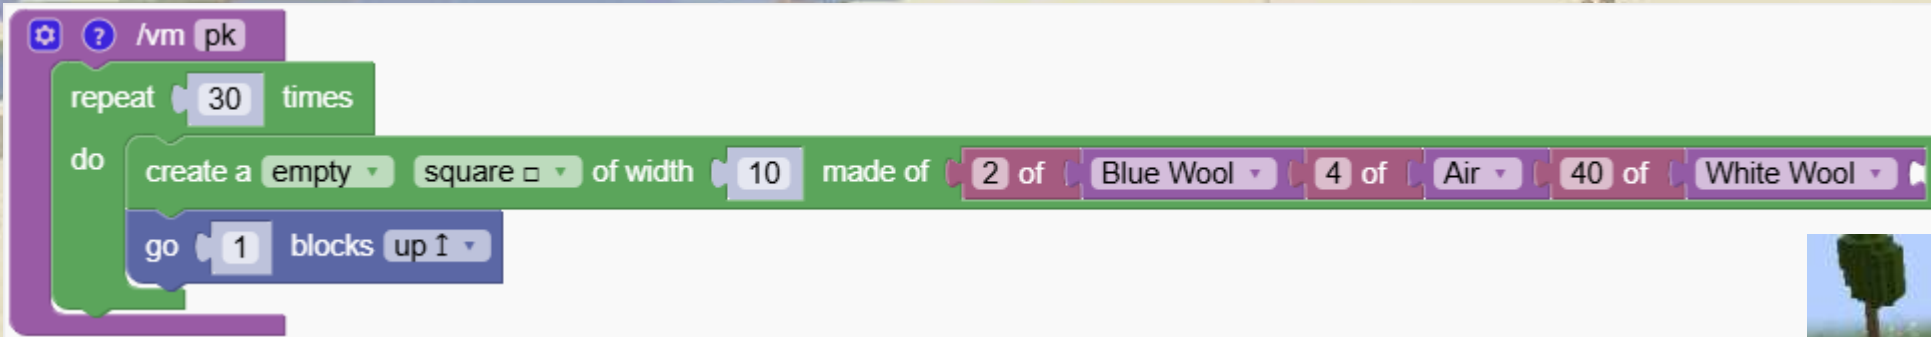 /vm pk
repeat 30 times
do
create a empty square □ of width 10 made of 2 of Blue Wool 4 of Air 40 of White Wool
go 1 blocks up ↥